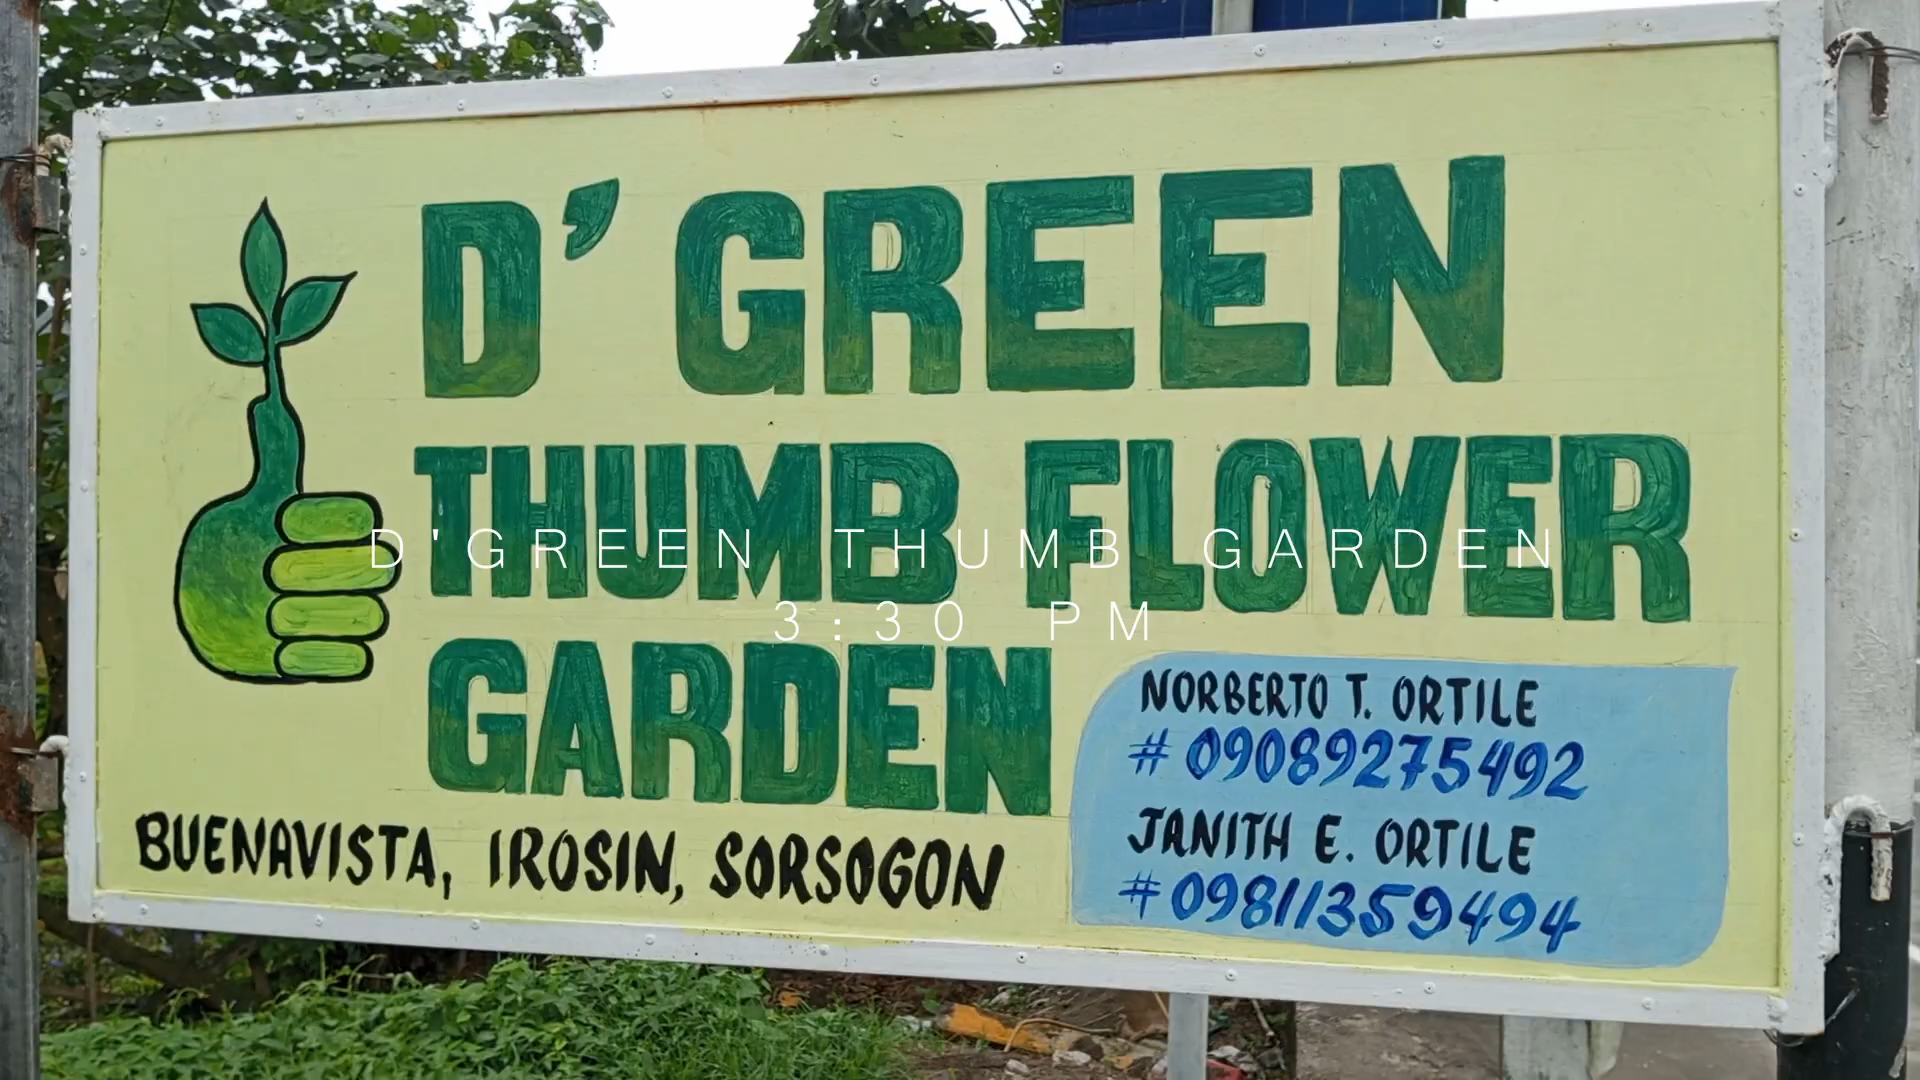 D' GREEN
THUMB FLOWER
GARDEN
BUENAVISTA, IROSIN, SORSOGON
NORBERTO T. ORTILE
# 09089275492
JANITH E. ORTILE
# 09811359494
D'GREEN THUMB GARDEN
3:30 PM